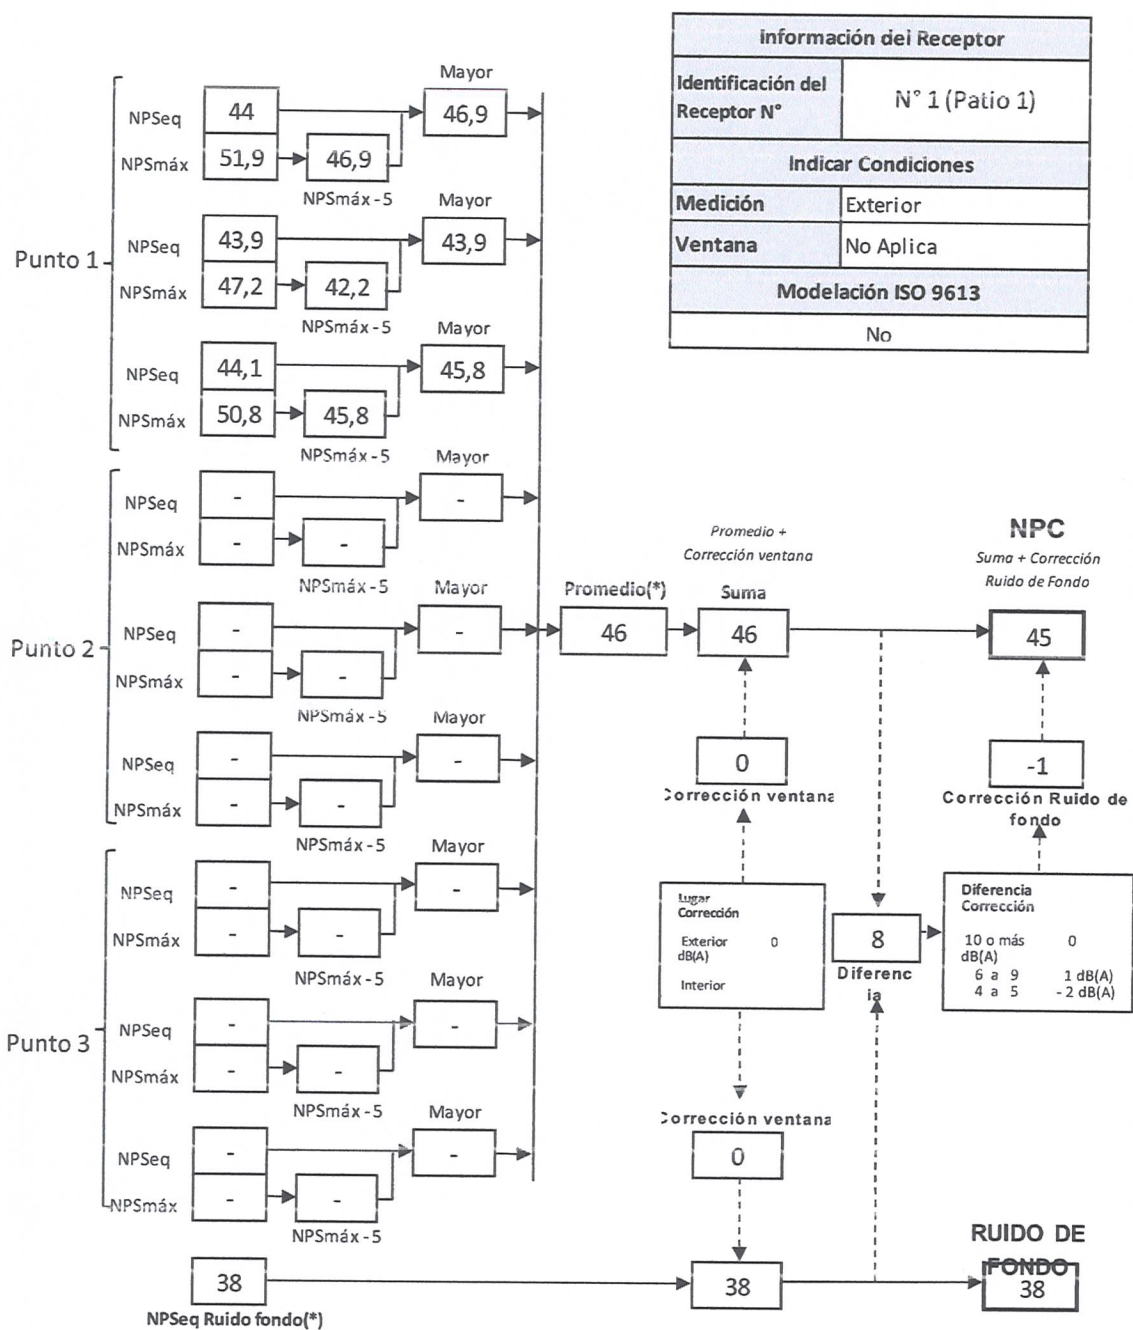 Información del Receptor
Identificación del Receptor N°
N° 1 (Patio 1)
Indicar Condiciones
Medición Exterior
Ventana No Aplica
Modelación ISO 9613
No
Punto 1
Mayor
NPSeq 44 46,9
NPSmáx 51,9 46,9
NPSmáx - 5
Mayor
NPSeq 43,9 43,9
NPSmáx 47,2 42,2
NPSmáx - 5
Mayor
NPSeq 44,1 45,8
NPSmáx 50,8 45,8
NPSmáx - 5
Punto 2
Mayor
NPSeq - -
NPSmáx - -
NPSmáx - 5
Mayor
NPSeq - -
NPSmáx - -
NPSmáx - 5
Mayor
NPSeq - -
NPSmáx - -
NPSmáx - 5
Punto 3
Mayor
NPSeq - -
NPSmáx - -
NPSmáx - 5
Mayor
NPSeq - -
NPSmáx - -
NPSmáx - 5
Mayor
NPSeq - -
NPSmáx - -
NPSmáx - 5
Promedio(*)
46
Promedio +
Corrección ventana
Suma
46
NPC
Suma + Corrección
Ruido de Fondo
45
0
Corrección ventana
-1
Corrección Ruido de
fondo
Lugar
Corrección
Exterior 0
dB(A)
Interior
8
Diferenc
ia
Diferencia
Corrección
10 o más 0
dB(A)
6 a 9 1 dB(A)
4 a 5 - 2 dB(A)
Corrección ventana
0
38
NPSeq Ruido fondo(*)
38
RUIDO DE
FONDO
38